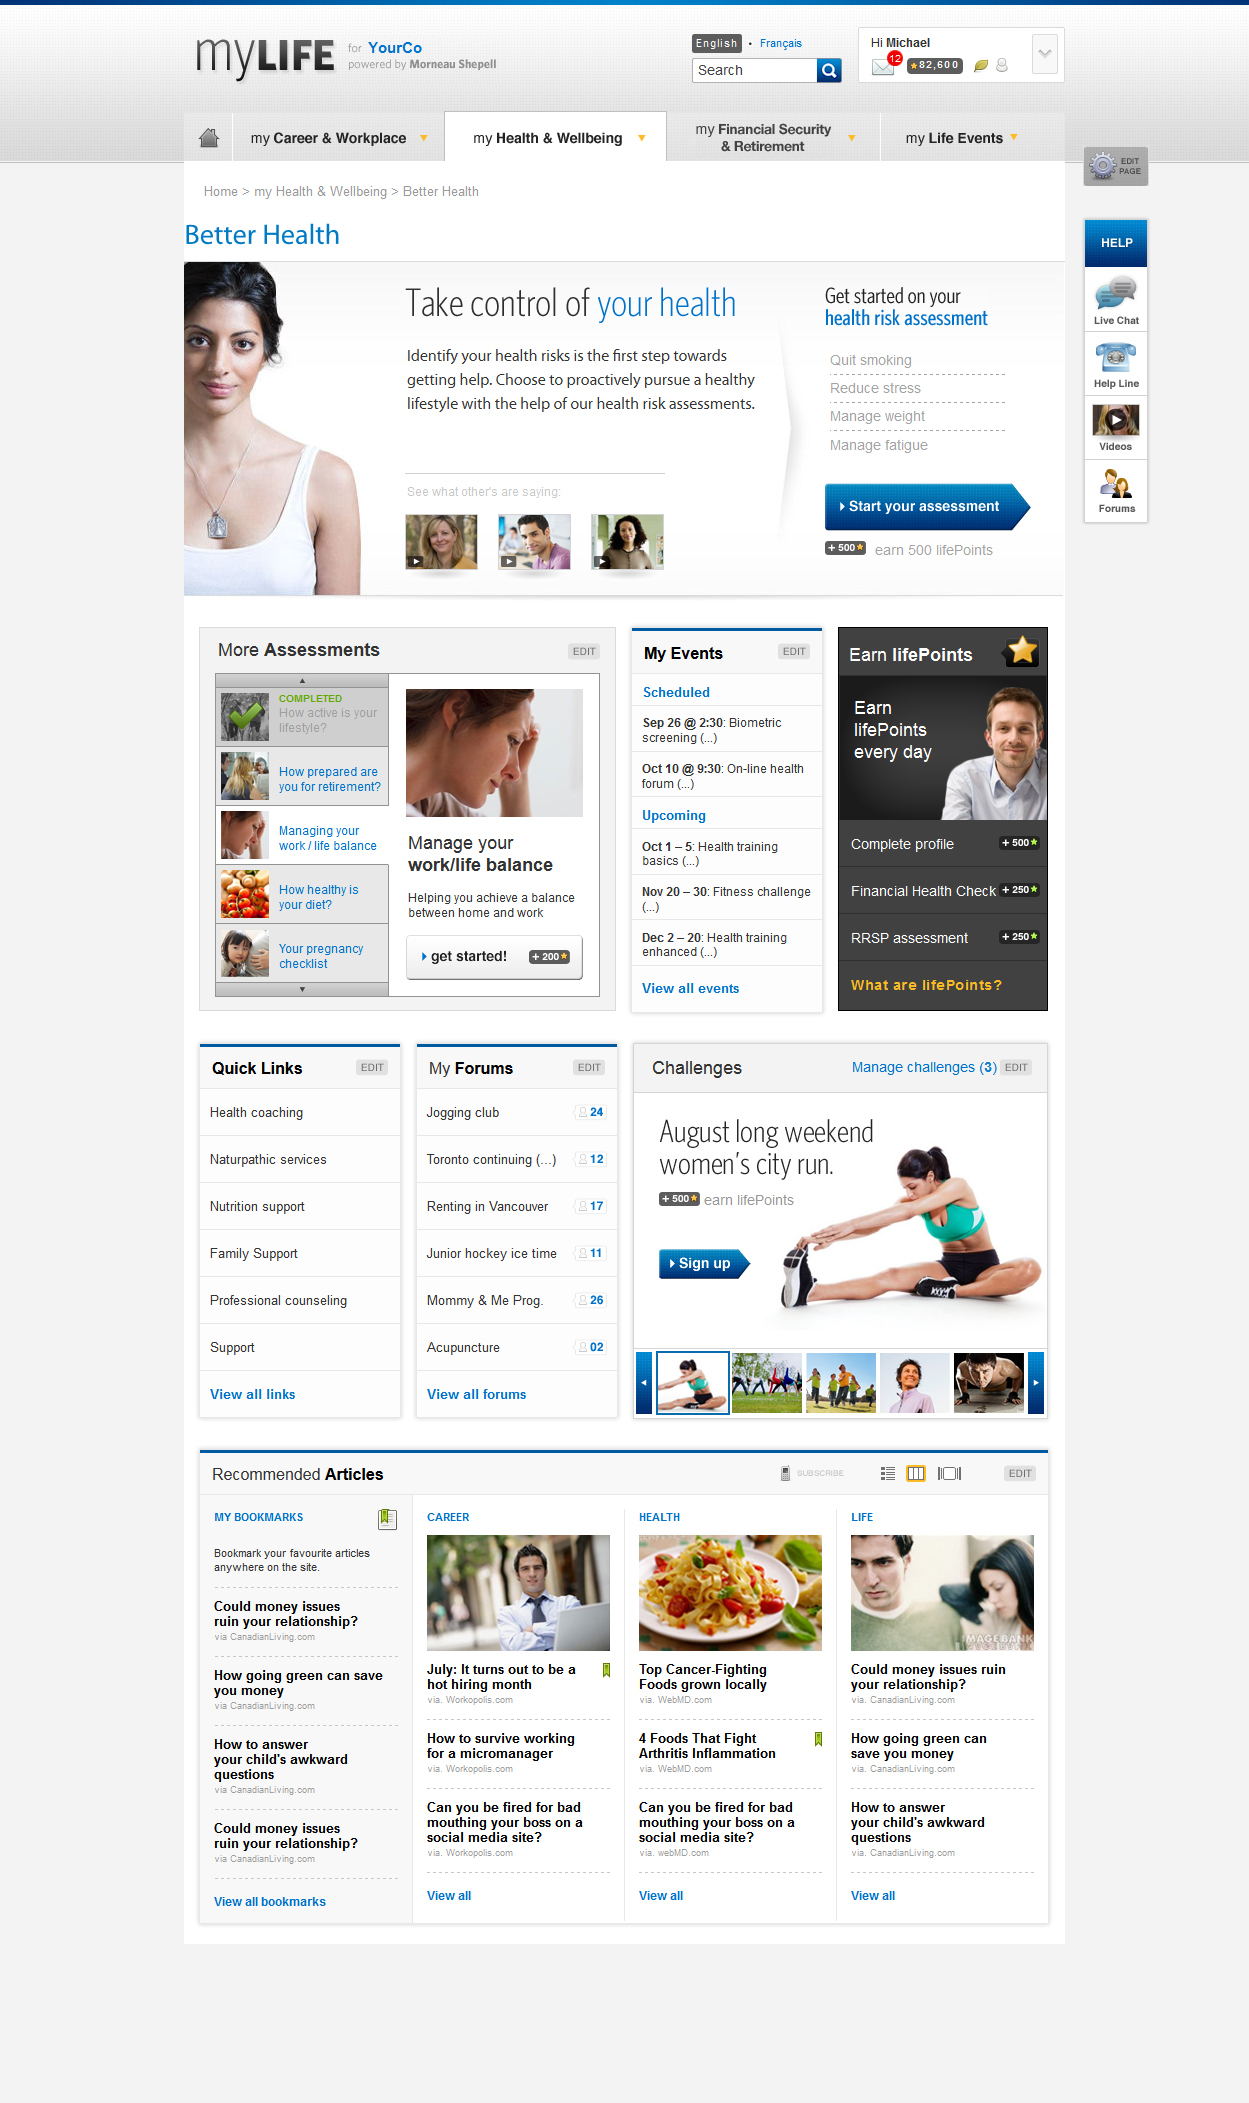 myLIFE for YourCo
powered by Morneau Shepell
English • Français
Search
Hi Michael
12
82,600
my Career & Workplace
my Health & Wellbeing
my Financial Security
& Retirement
my Life Events
EDIT
PAGE
Home > my Health & Wellbeing > Better Health
Better Health
HELP
Live Chat
Help Line
Videos
Forums
Take control of your health
Identify your health risks is the first step towards
getting help. Choose to proactively pursue a healthy
lifestyle with the help of our health risk assessments.
See what other's are saying:
Get started on your
health risk assessment
Quit smoking
Reduce stress
Manage weight
Manage fatigue
Start your assessment
+ 500 earn 500 lifePoints
More Assessments
EDIT
COMPLETED
How active is your
lifestyle?
How prepared are
you for retirement?
Managing your
work / life balance
How healthy is
your diet?
Your pregnancy
checklist
Manage your
work/life balance
Helping you achieve a balance
between home and work
get started! + 200
My Events
EDIT
Scheduled
Sep 26 @ 2:30: Biometric
screening (...)
Oct 10 @ 9:30: On-line health
forum (...)
Upcoming
Oct 1 – 5: Health training
basics (...)
Nov 20 – 30: Fitness challenge
(...)
Dec 2 – 20: Health training
enhanced (...)
View all events
Earn lifePoints
Earn
lifePoints
every day
Complete profile + 500
Financial Health Check + 250
RRSP assessment + 250
What are lifePoints?
Quick Links
EDIT
Health coaching
Naturpathic services
Nutrition support
Family Support
Professional counseling
Support
View all links
My Forums
EDIT
Jogging club 24
Toronto continuing (...) 12
Renting in Vancouver 17
Junior hockey ice time 11
Mommy & Me Prog. 26
Acupuncture 02
View all forums
Challenges
Manage challenges (3) EDIT
August long weekend
women's city run.
+ 500 earn lifePoints
Sign up
Recommended Articles
SUBSCRIBE
EDIT
MY BOOKMARKS
Bookmark your favourite articles
anywhere on the site.
Could money issues
ruin your relationship?
via CanadianLiving.com
How going green can save
you money
via CanadianLiving.com
How to answer
your child's awkward
questions
via CanadianLiving.com
Could money issues
ruin your relationship?
via CanadianLiving.com
View all bookmarks
CAREER
July: It turns out to be a
hot hiring month
via. Workopolis.com
How to survive working
for a micromanager
via. Workopolis.com
Can you be fired for bad
mouthing your boss on a
social media site?
via. Workopolis.com
View all
HEALTH
Top Cancer-Fighting
Foods grown locally
via. WebMD.com
4 Foods That Fight
Arthritis Inflammation
via. WebMD.com
Can you be fired for bad
mouthing your boss on a
social media site?
via. webMD.com
View all
LIFE
IMAGE BANK
Could money issues ruin
your relationship?
via. CanadianLiving.com
How going green can
save you money
via. CanadianLiving.com
How to answer
your child's awkward
questions
via. CanadianLiving.com
View all